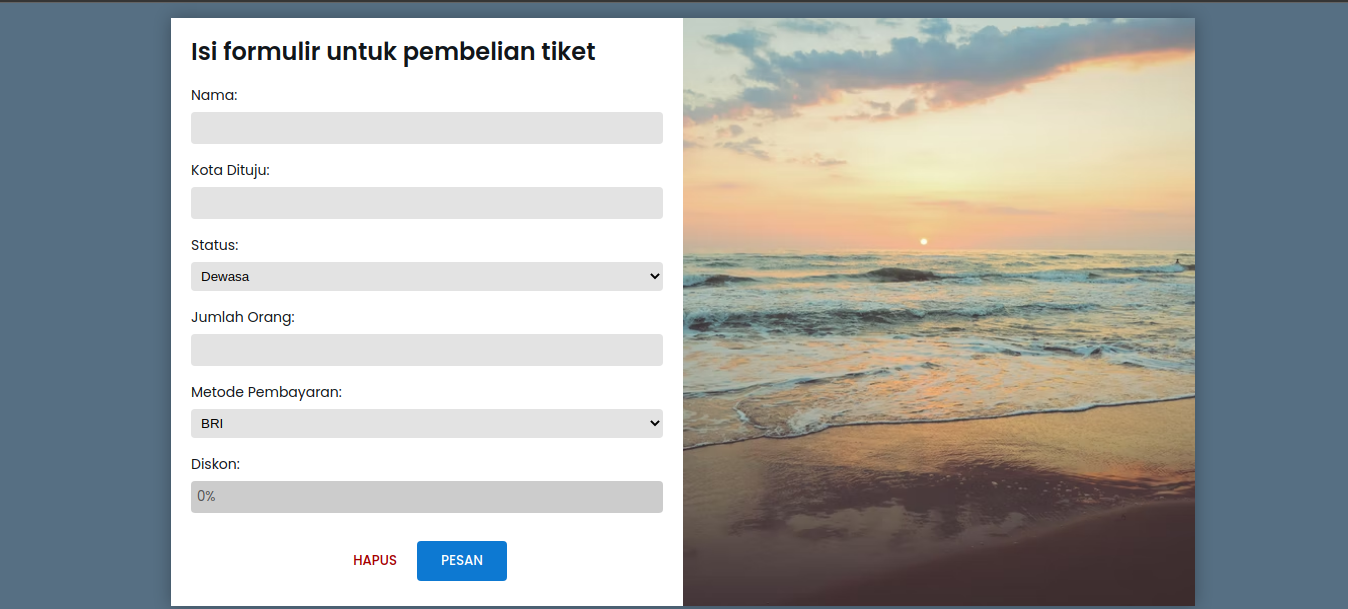 Isi formulir untuk pembelian tiket
Nama:
Kota Dituju:
Status:
Dewasa
Jumlah Orang:
Metode Pembayaran:
BRI
Diskon:
0%
HAPUS PESAN